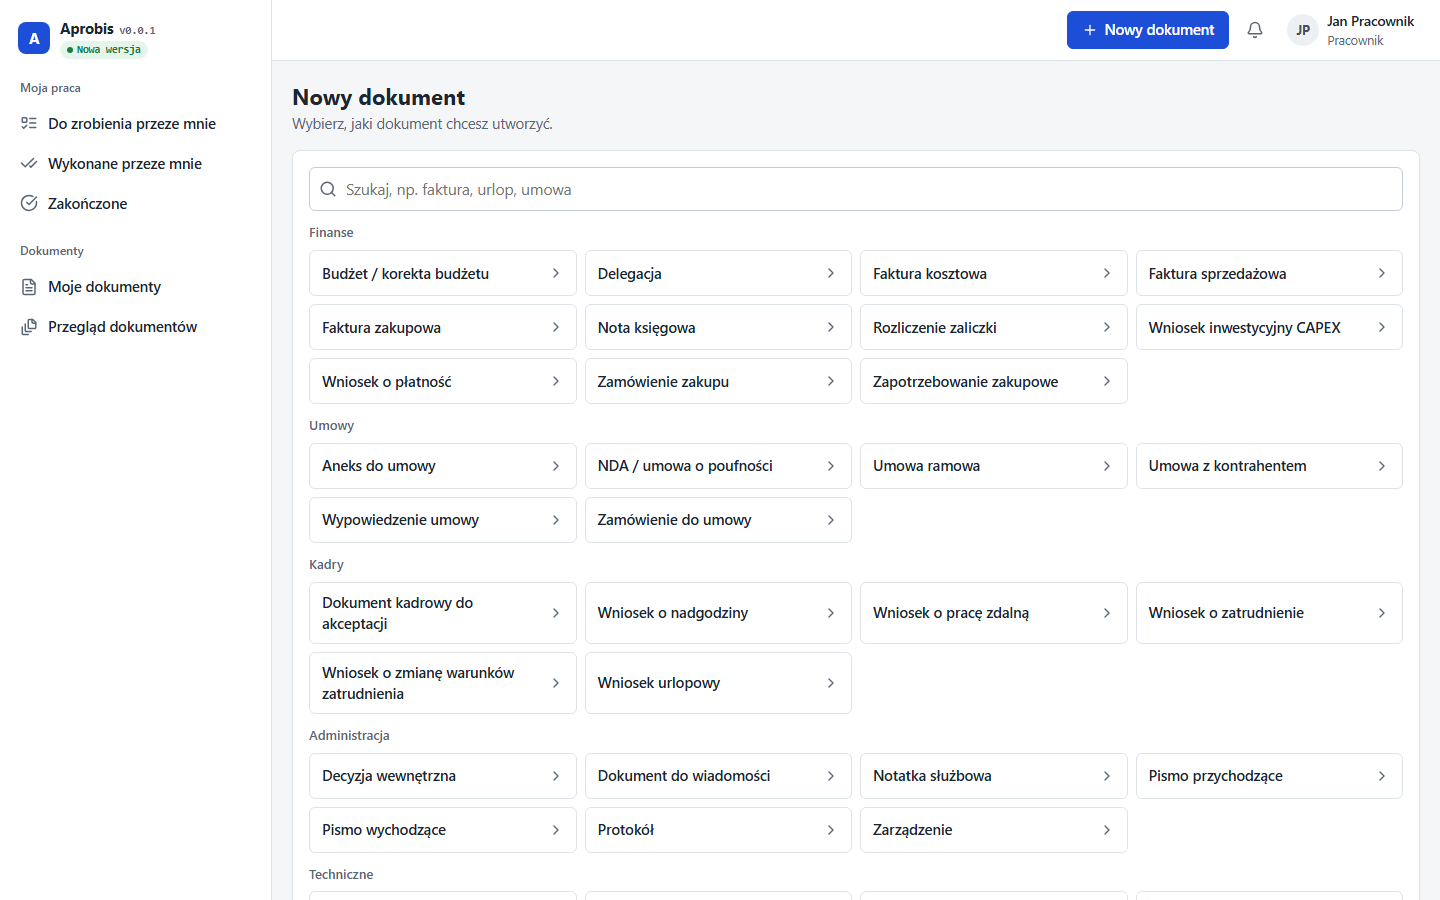 A
Aprobis v0.0.1
Nowa wersja
Moja praca
Do zrobienia przeze mnie
Wykonane przeze mnie
Zakończone
Dokumenty
Moje dokumenty
Przegląd dokumentów
Nowy dokument
JP
Jan Pracownik
Pracownik
Nowy dokument
Wybierz, jaki dokument chcesz utworzyć.
Szukaj, np. faktura, urlop, umowa
Finanse
Budżet / korekta budżetu
Delegacja
Faktura kosztowa
Faktura sprzedażowa
Faktura zakupowa
Nota księgowa
Rozliczenie zaliczki
Wniosek inwestycyjny CAPEX
Wniosek o płatność
Zamówienie zakupu
Zapotrzebowanie zakupowe
Umowy
Aneks do umowy
NDA / umowa o poufności
Umowa ramowa
Umowa z kontrahentem
Wypowiedzenie umowy
Zamówienie do umowy
Kadry
Dokument kadrowy do
akceptacji
Wniosek o nadgodziny
Wniosek o pracę zdalną
Wniosek o zatrudnienie
Wniosek o zmianę warunków
zatrudnienia
Wniosek urlopowy
Administracja
Decyzja wewnętrzna
Dokument do wiadomości
Notatka służbowa
Pismo przychodzące
Pismo wychodzące
Protokół
Zarządzenie
Techniczne